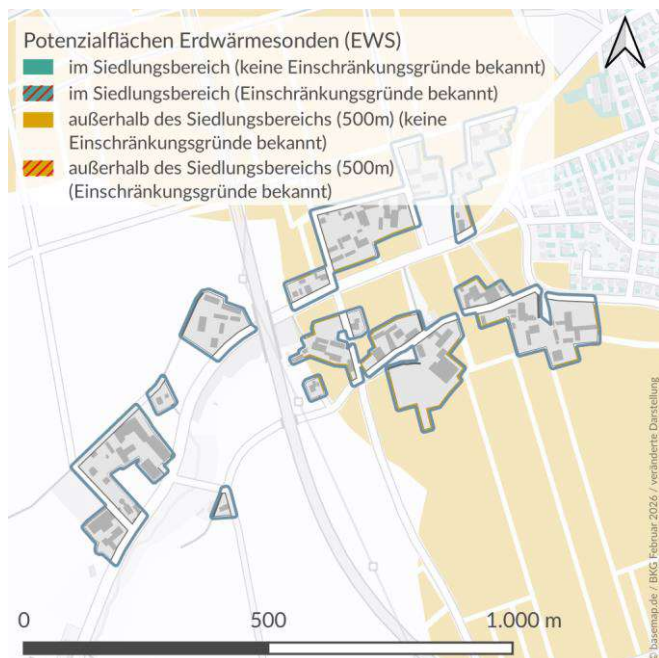 Potenzialflächen Erdwärmesonden (EWS)
im Siedlungsbereich (keine Einschränkungsgründe bekannt)
im Siedlungsbereich (Einschränkungsgründe bekannt)
außerhalb des Siedlungsbereichs (500m) (keine
Einschränkungsgründe bekannt)
außerhalb des Siedlungsbereichs (500m)
(Einschränkungsgründe bekannt)
0 500 1.000 m
© basemap.de / BKG Februar 2026 / veränderte Darstellung